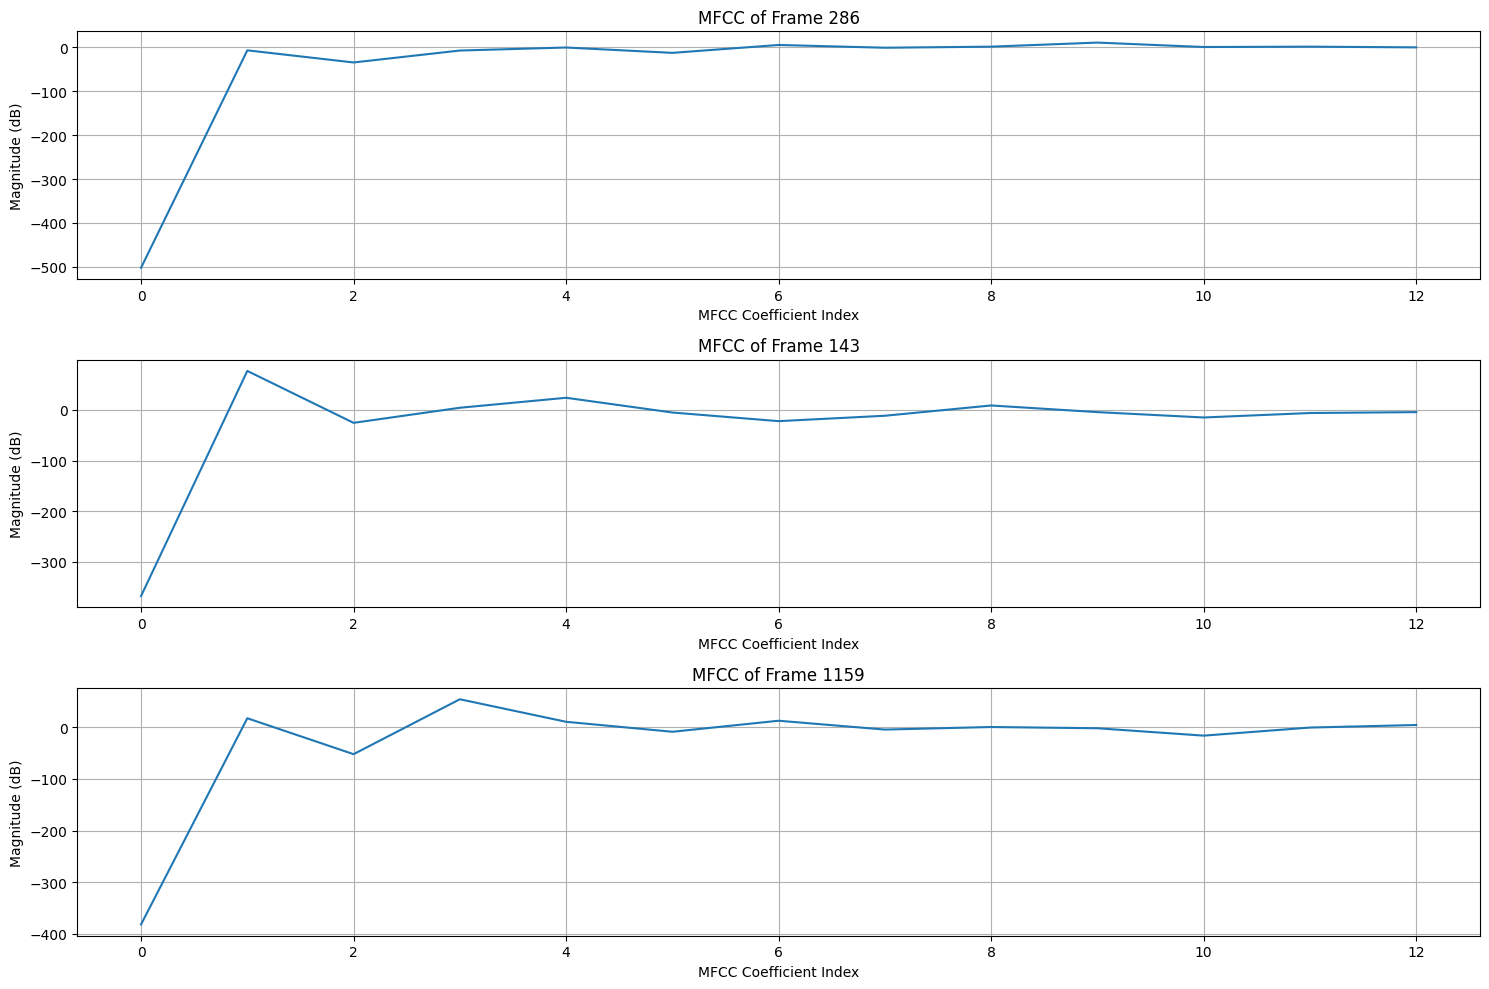 MFCC of Frame 286
0
−100
−200
−300
−400
−500
Magnitude (dB)
0 2 4 6 8 10 12
MFCC Coefficient Index
MFCC of Frame 143
0
−100
−200
−300
Magnitude (dB)
0 2 4 6 8 10 12
MFCC Coefficient Index
MFCC of Frame 1159
0
−100
−200
−300
−400
Magnitude (dB)
0 2 4 6 8 10 12
MFCC Coefficient Index